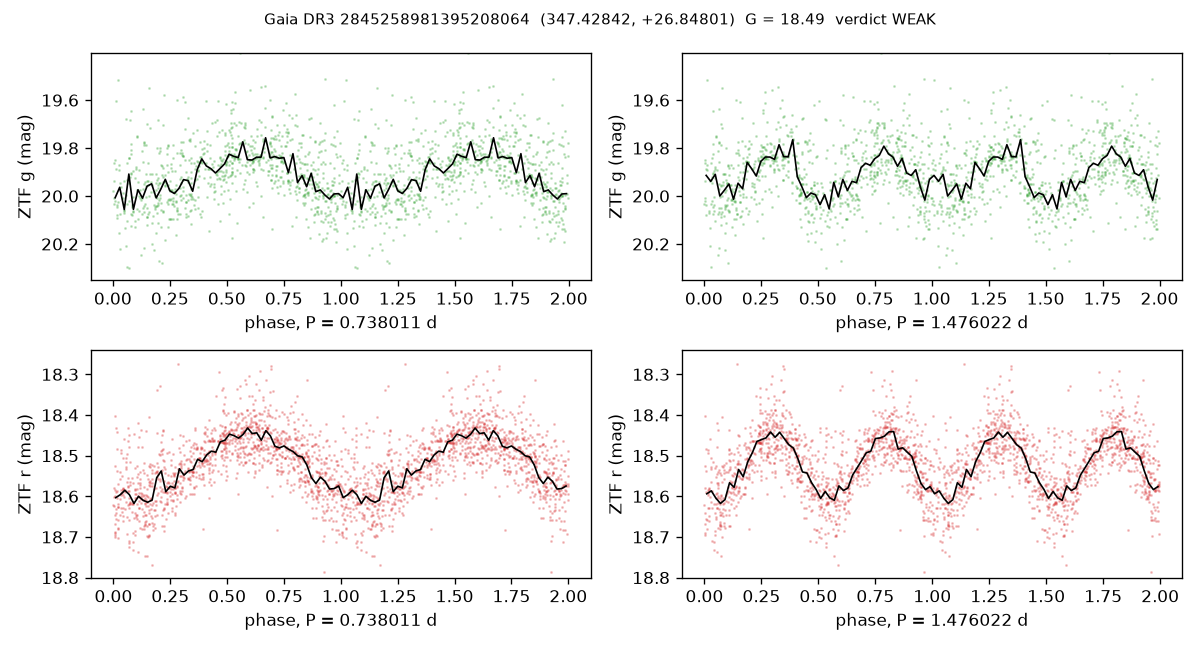 Gaia DR3 2845258981395208064 (347.42842, +26.84801) G = 18.49 verdict WEAK
ZTF g (mag)
19.6
19.8
20.0
20.2
0.00 0.25 0.50 0.75 1.00 1.25 1.50 1.75 2.00
phase, P = 0.738011 d
ZTF g (mag)
19.6
19.8
20.0
20.2
0.00 0.25 0.50 0.75 1.00 1.25 1.50 1.75 2.00
phase, P = 1.476022 d
ZTF r (mag)
18.3
18.4
18.5
18.6
18.7
18.8
0.00 0.25 0.50 0.75 1.00 1.25 1.50 1.75 2.00
phase, P = 0.738011 d
ZTF r (mag)
18.3
18.4
18.5
18.6
18.7
18.8
0.00 0.25 0.50 0.75 1.00 1.25 1.50 1.75 2.00
phase, P = 1.476022 d